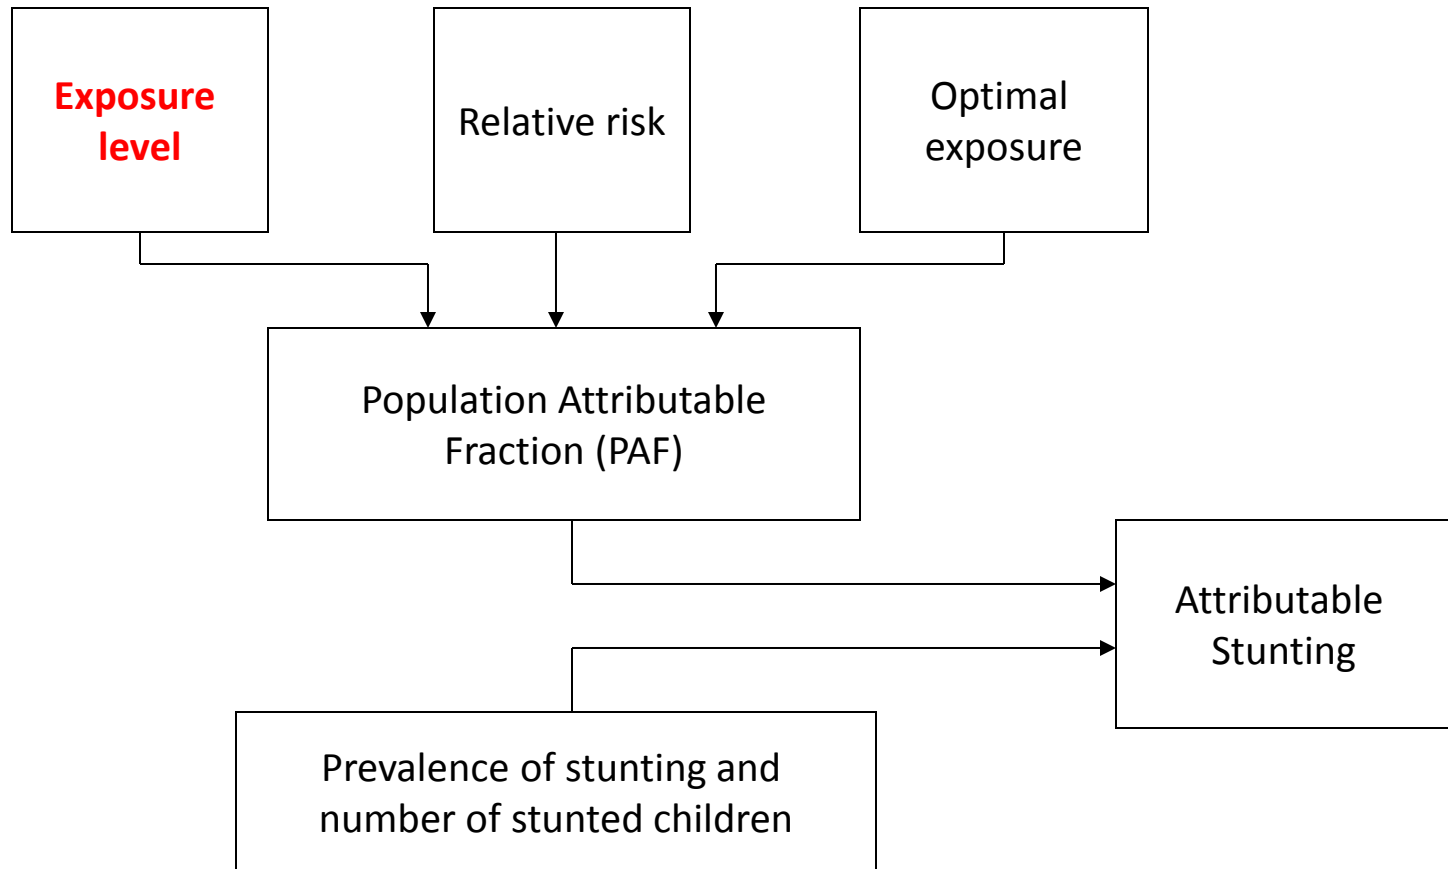 Exposure
level
Relative risk
Optimal
exposure
Population Attributable
Fraction (PAF)
Attributable
Stunting
Prevalence of stunting and
number of stunted children